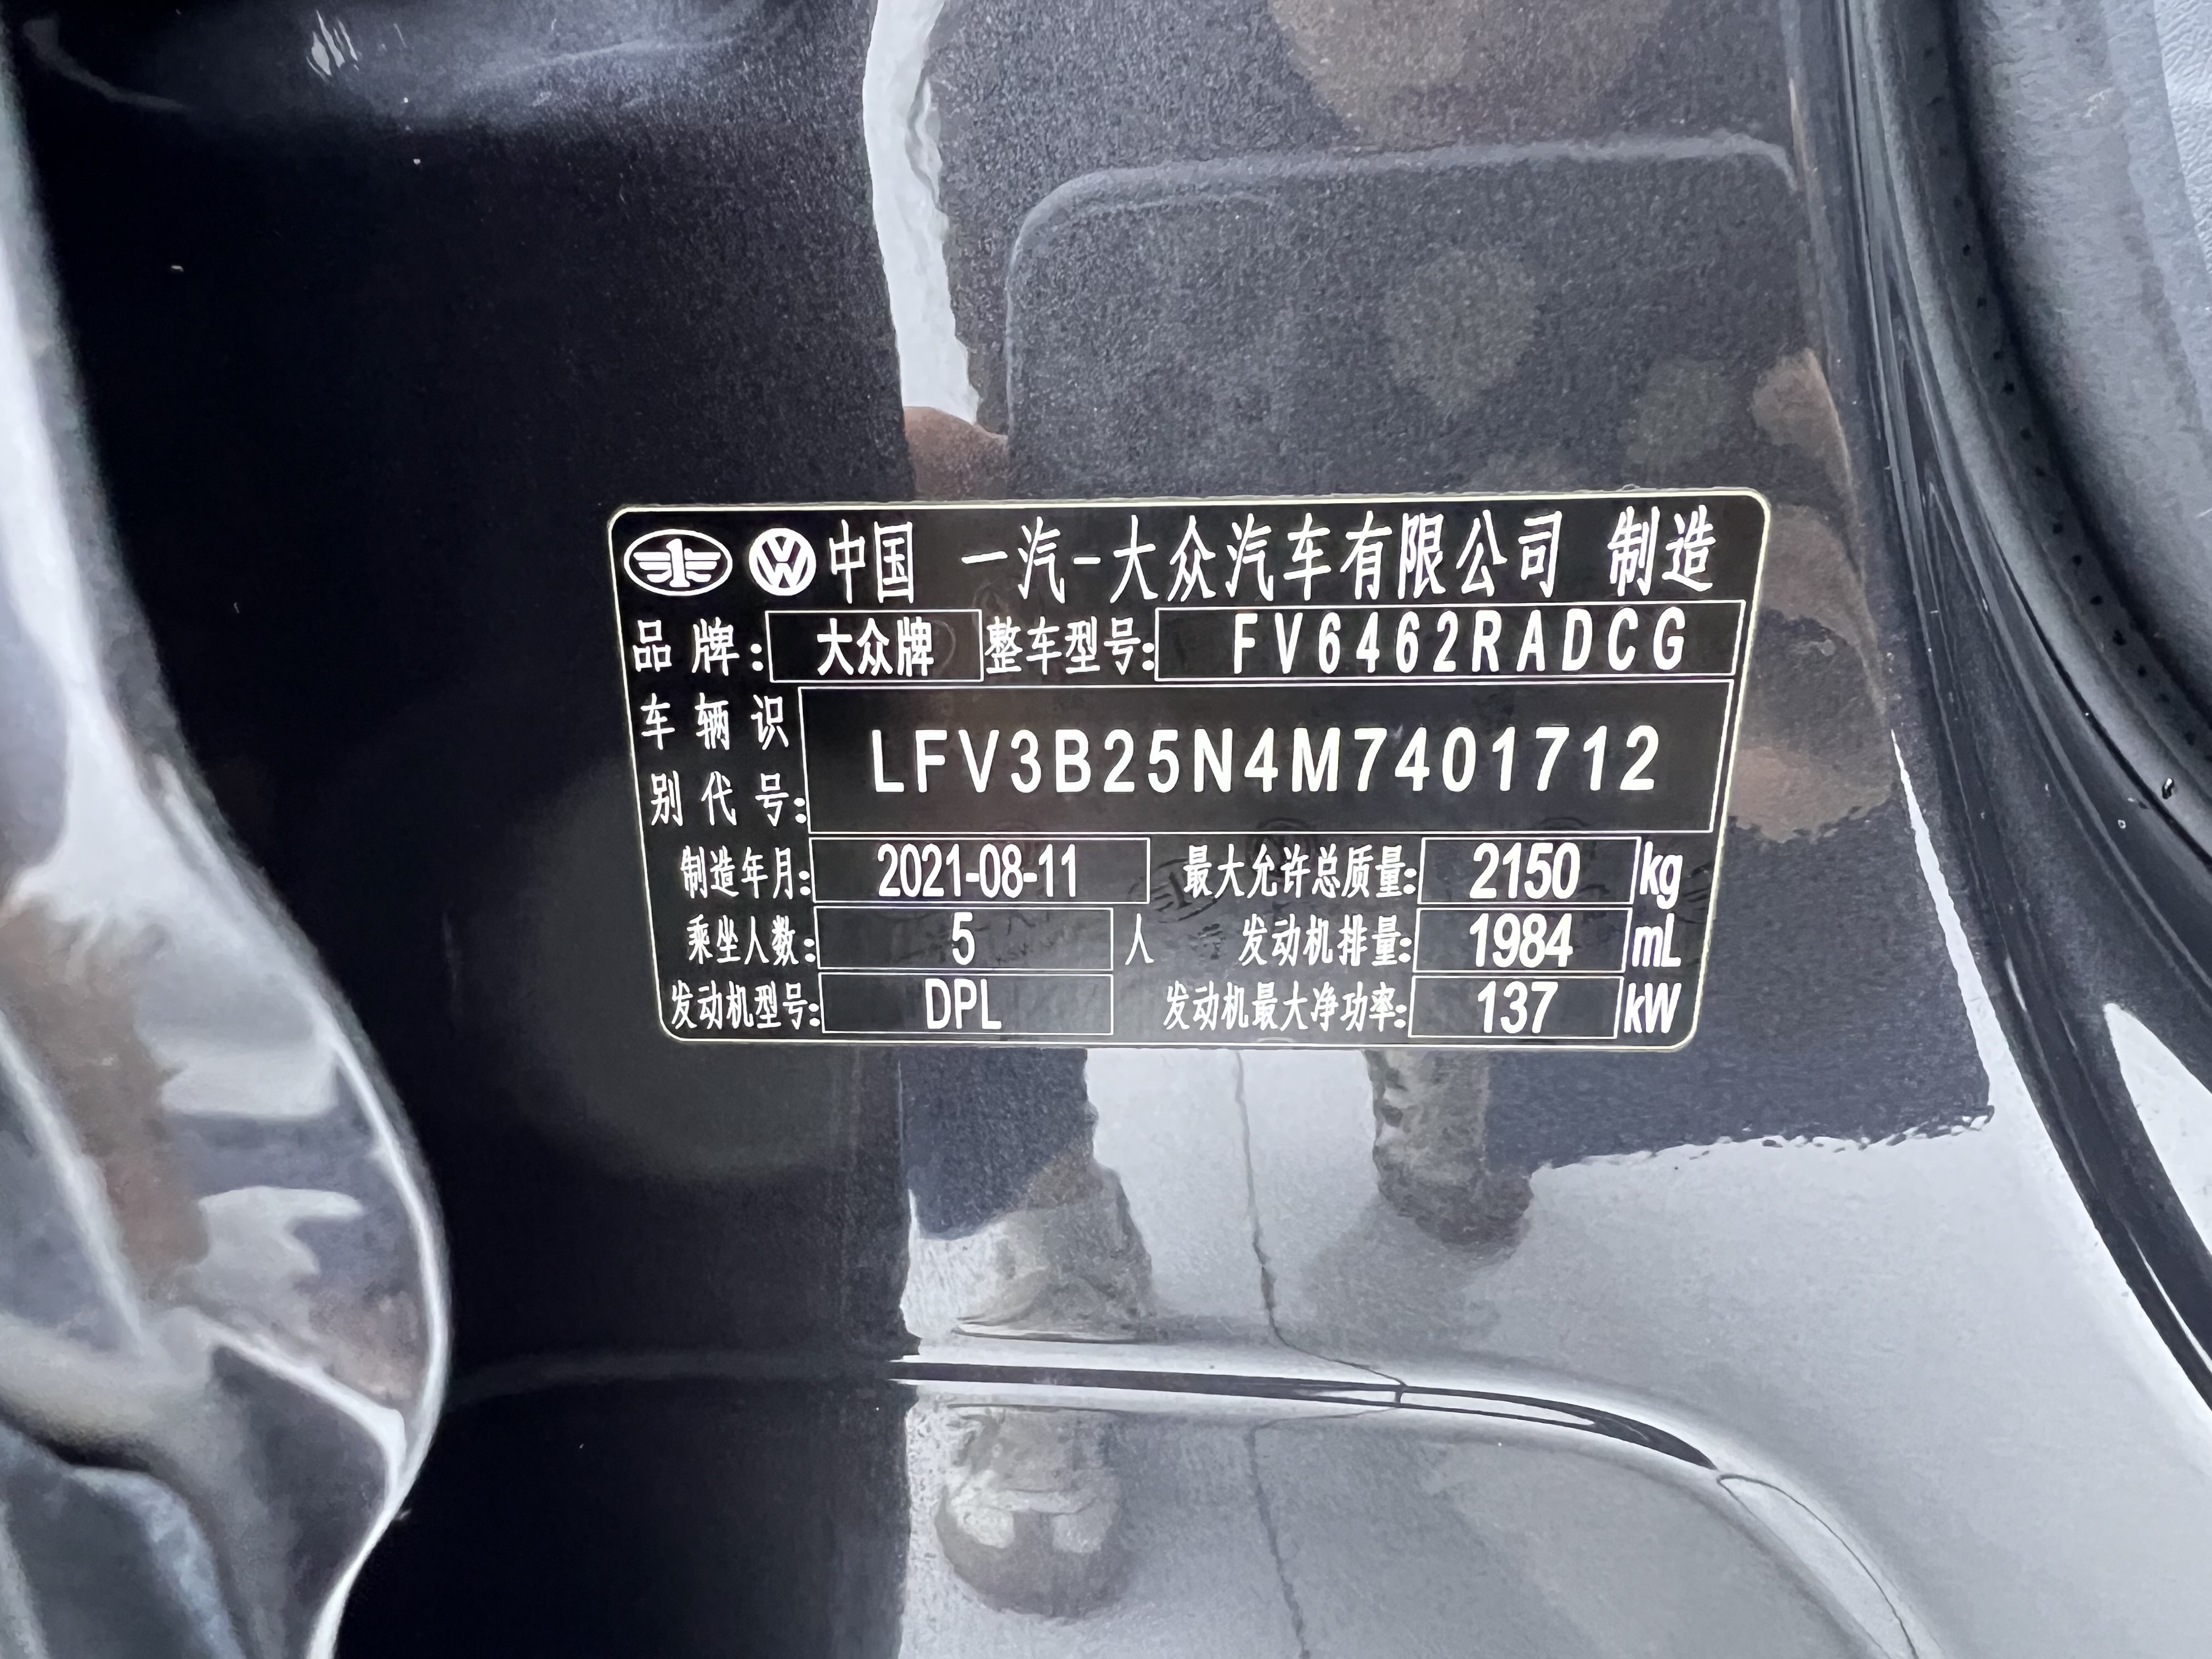 中国 一汽-大众汽车有限公司 制造
品牌: 大众牌 整车型号: FV6462RADCG
车辆识别代号: LFV3B25N4M7401712
制造年月: 2021-08-11 最大允许总质量: 2150 kg
乘坐人数: 5 人 发动机排量: 1984 mL
发动机型号: DPL 发动机最大净功率: 137 kW